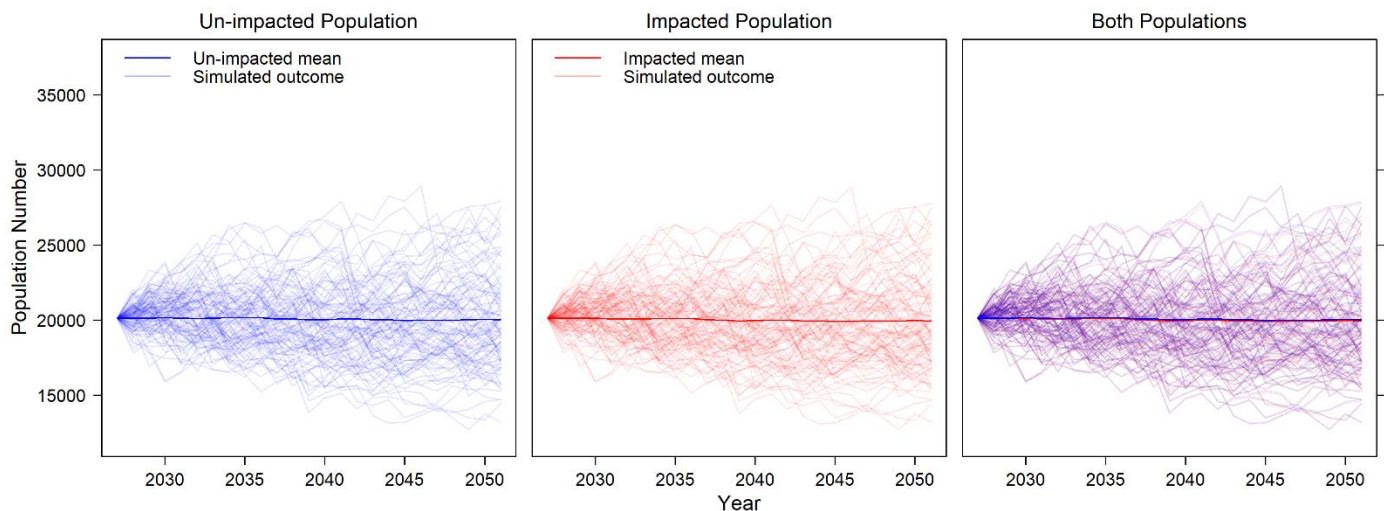 Un-impacted Population
Impacted Population
Both Populations
Un-impacted mean
Simulated outcome
Impacted mean
Simulated outcome
Population Number
35000
30000
25000
20000
15000
2030 2035 2040 2045 2050
2030 2035 2040 2045 2050
2030 2035 2040 2045 2050
Year